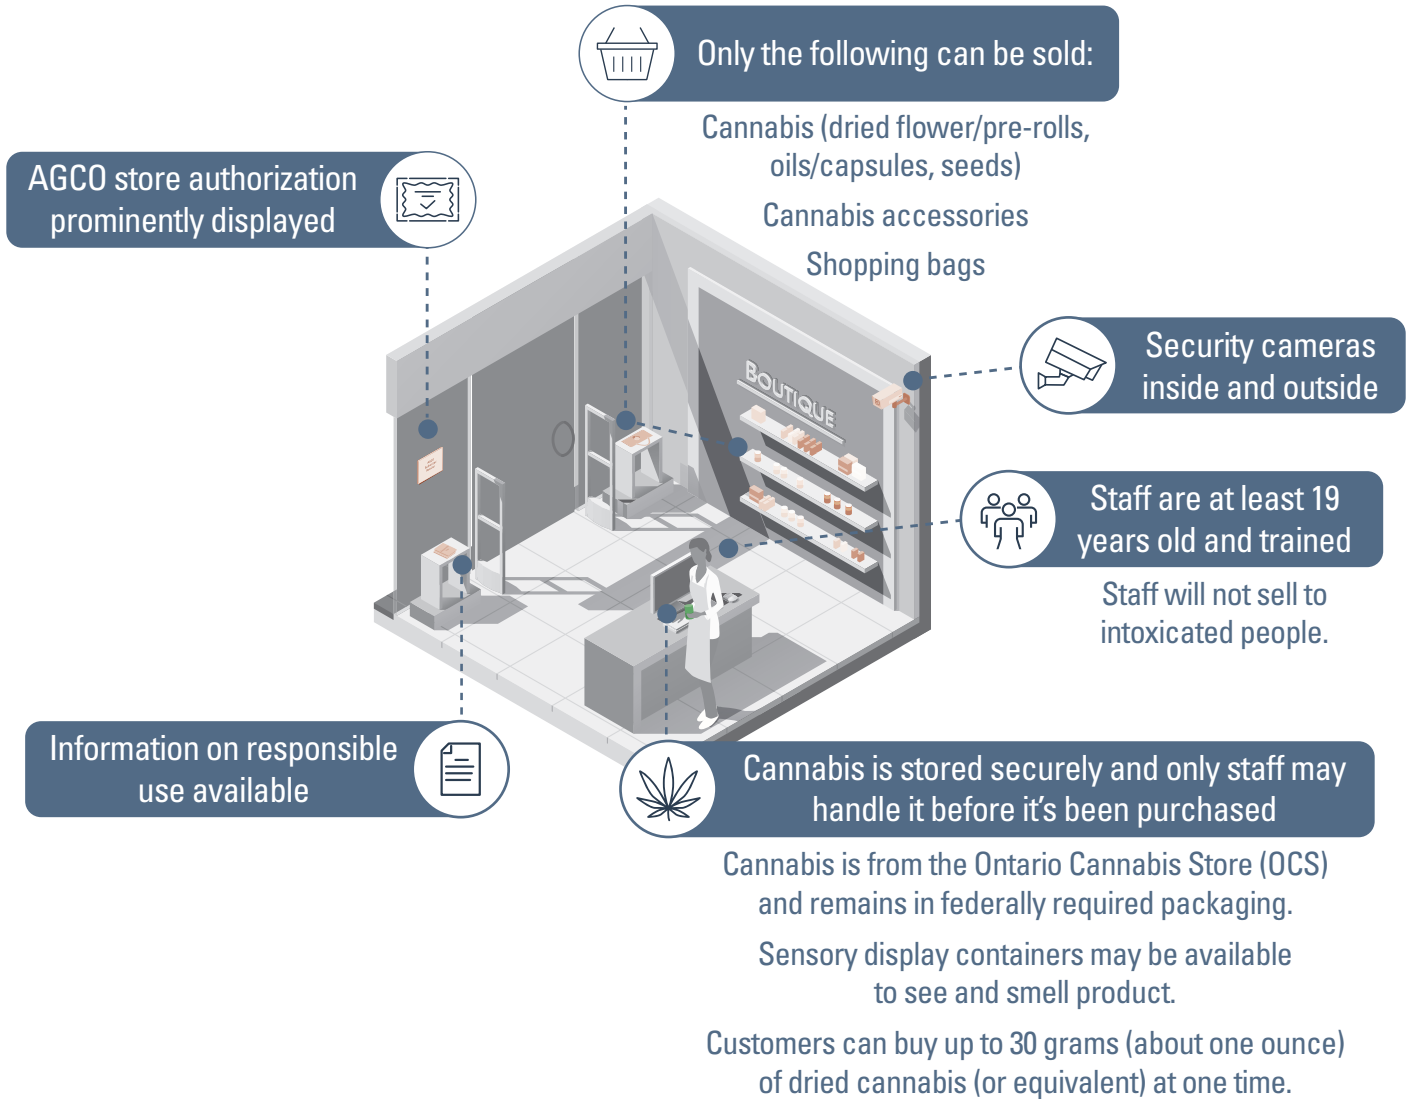 Only the following can be sold:
Cannabis (dried flower/pre-rolls,
oils/capsules, seeds)
Cannabis accessories
Shopping bags
AGCO store authorization
prominently displayed
Security cameras
inside and outside
BOUTIQUE
Staff are at least 19
years old and trained
Staff will not sell to
intoxicated people.
Information on responsible
use available
Cannabis is stored securely and only staff may
handle it before it’s been purchased
Cannabis is from the Ontario Cannabis Store (OCS)
and remains in federally required packaging.
Sensory display containers may be available
to see and smell product.
Customers can buy up to 30 grams (about one ounce)
of dried cannabis (or equivalent) at one time.